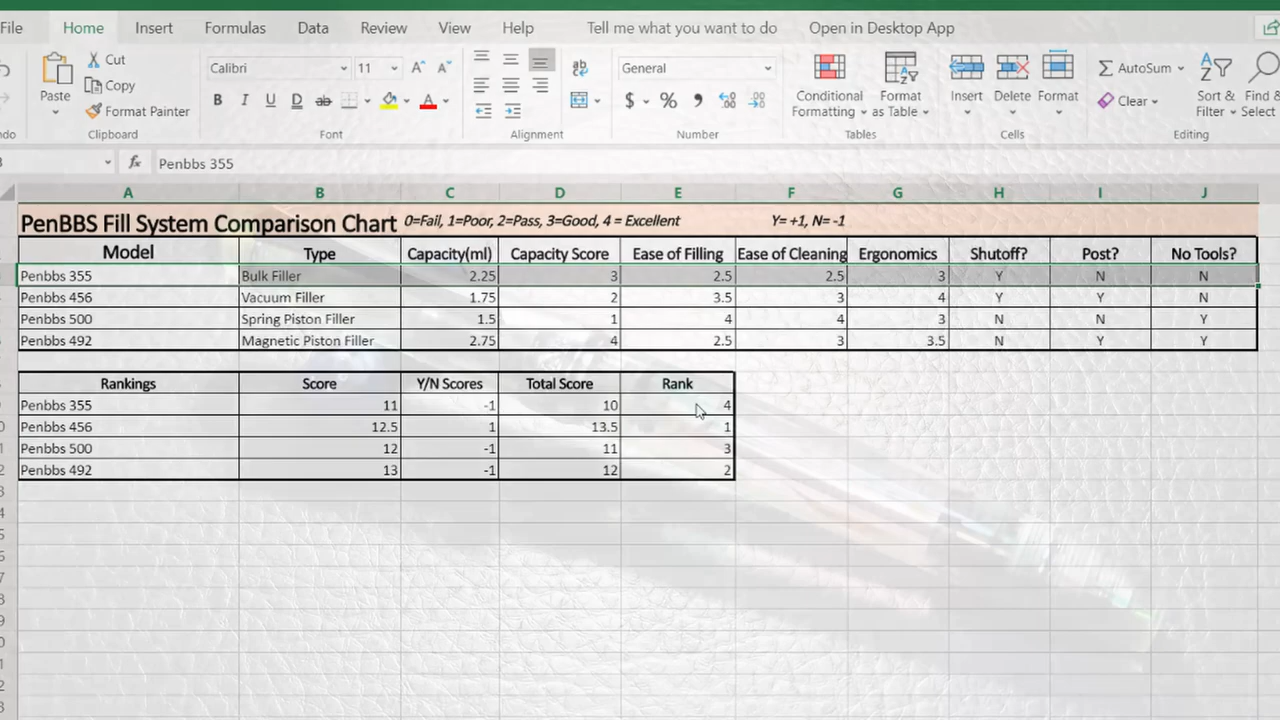 File Home Insert Formulas Data Review View Help Tell me what you want to do Open in Desktop App
Paste Cut Copy Format Painter Clipboard
Calibri 11 B I U D ab A Font
ab Alignment
General $ % Number
Conditional Formatting Format as Table Tables
Insert Delete Format Cells
AutoSum Clear Sort & Filter Find & Select Editing
fx Penbbs 355
A B C D E F G H I J
PenBBS Fill System Comparison Chart 0=Fail, 1=Poor, 2=Pass, 3=Good, 4 = Excellent Y= +1, N= -1
Model Type Capacity(ml) Capacity Score Ease of Filling Ease of Cleaning Ergonomics Shutoff? Post? No Tools?
Penbbs 355 Bulk Filler 2.25 3 2.5 2.5 3 Y N N
Penbbs 456 Vacuum Filler 1.75 2 3.5 3 4 Y Y N
Penbbs 500 Spring Piston Filler 1.5 1 4 4 3 N N Y
Penbbs 492 Magnetic Piston Filler 2.75 4 2.5 3 3.5 N Y Y
Rankings Score Y/N Scores Total Score Rank
Penbbs 355 11 -1 10 4
Penbbs 456 12.5 1 13.5 1
Penbbs 500 12 -1 11 3
Penbbs 492 13 -1 12 2